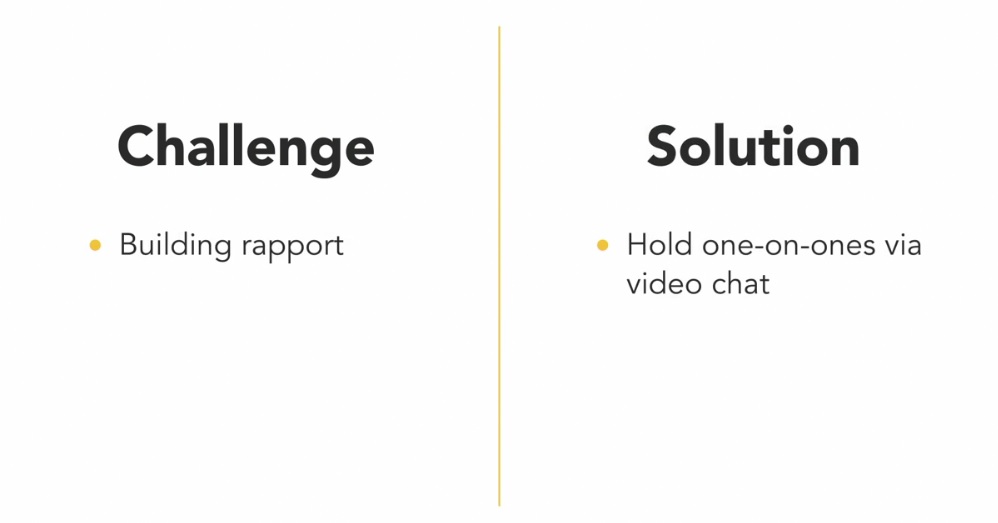 Challenge
• Building rapport
Solution
• Hold one-on-ones via
video chat